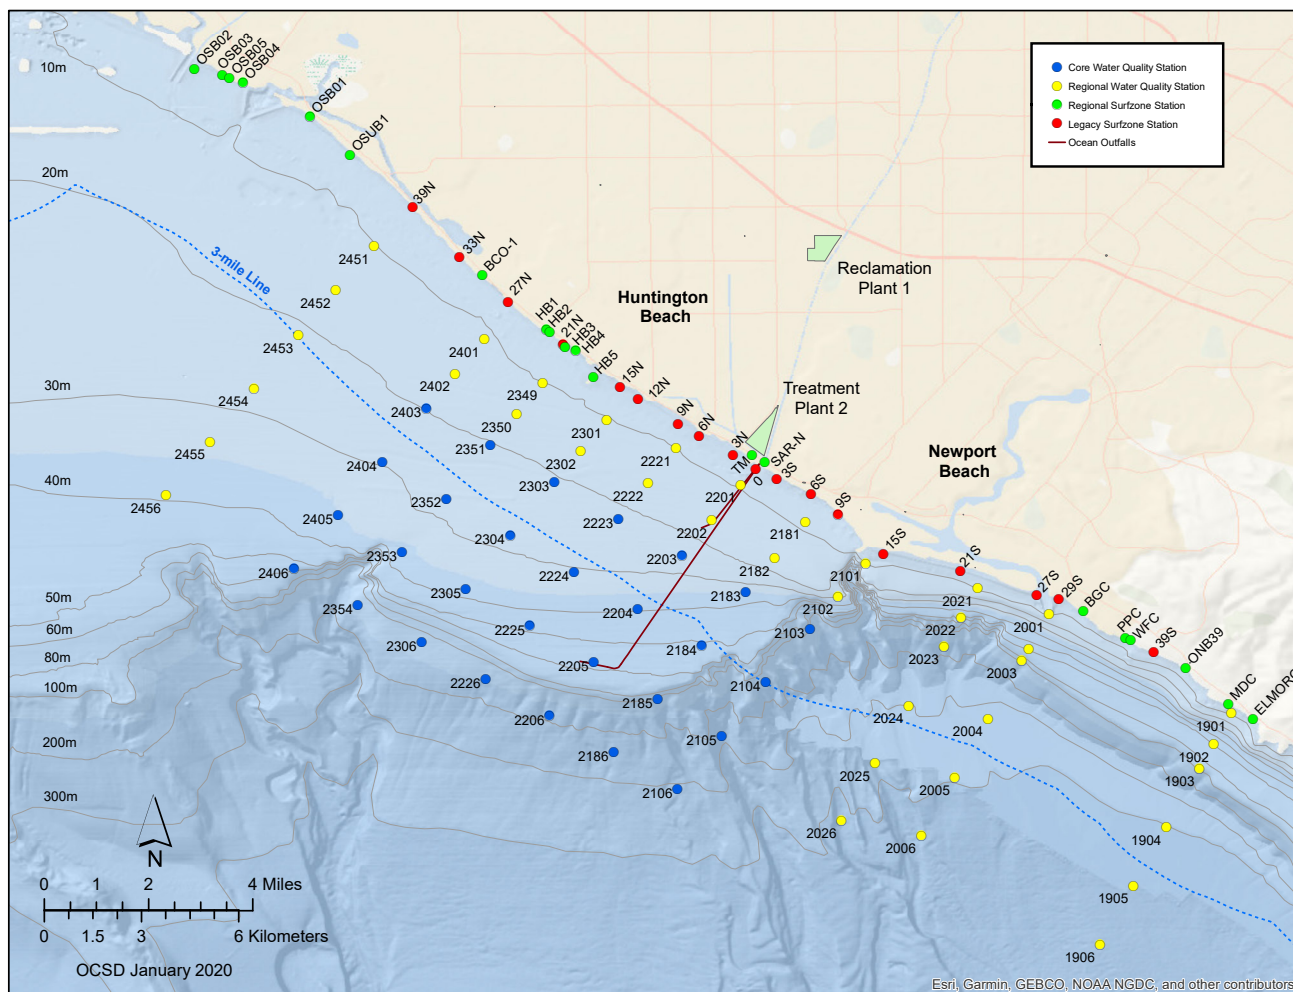 OSB02
OSB03
OSB05
OSB04
OSB01
OSUB1
10m
20m
30m
40m
50m
60m
80m
100m
200m
300m
Core Water Quality Station
Regional Water Quality Station
Regional Surfzone Station
Legacy Surfzone Station
Ocean Outfalls
39N
33N
BCO-1
27N
HB1
HB2
21N
HB3
HB4
HB5
15N
12N
9N
6N
3N
TM
SAR-N
0
3S
6S
9S
15S
21S
27S
29S
BGC
PPC
WFC
39S
ONB39
MDC
ELMORO
3-mile Line
Huntington
Beach
Reclamation
Plant 1
Treatment
Plant 2
Newport
Beach
2451
2452
2453
2454
2455
2456
2401
2402
2403
2404
2405
2406
2349
2350
2351
2352
2353
2354
2301
2302
2303
2304
2305
2306
2221
2222
2223
2224
2225
2226
2201
2202
2203
2204
2205
2206
2181
2182
2183
2184
2185
2186
2101
2102
2103
2104
2105
2106
2021
2022
2023
2024
2025
2026
2001
2003
2004
2005
2006
1901
1902
1903
1904
1905
1906
N
0 1 2 4 Miles
0 1.5 3 6 Kilometers
OCSD January 2020
Esri, Garmin, GEBCO, NOAA NGDC, and other contributors